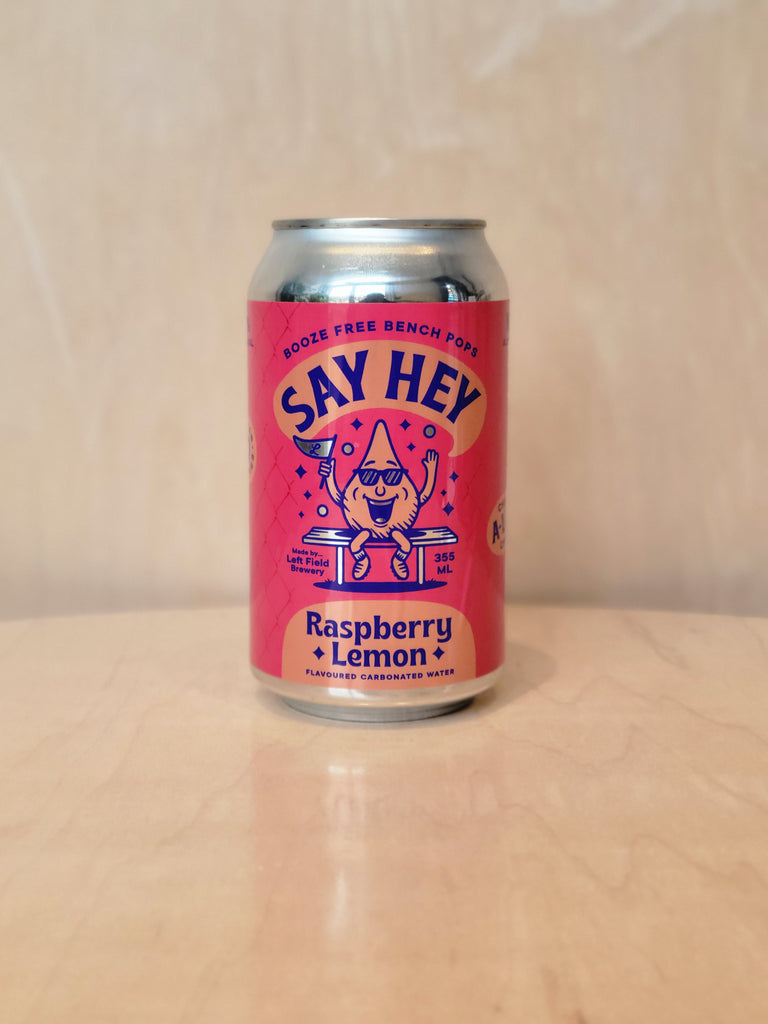 BOOZE FREE BENCH POPS
SAY HEY
L
Made by...
Left Field
Brewery
355
ML
Raspberry
Lemon
FLAVOURED CARBONATED WATER